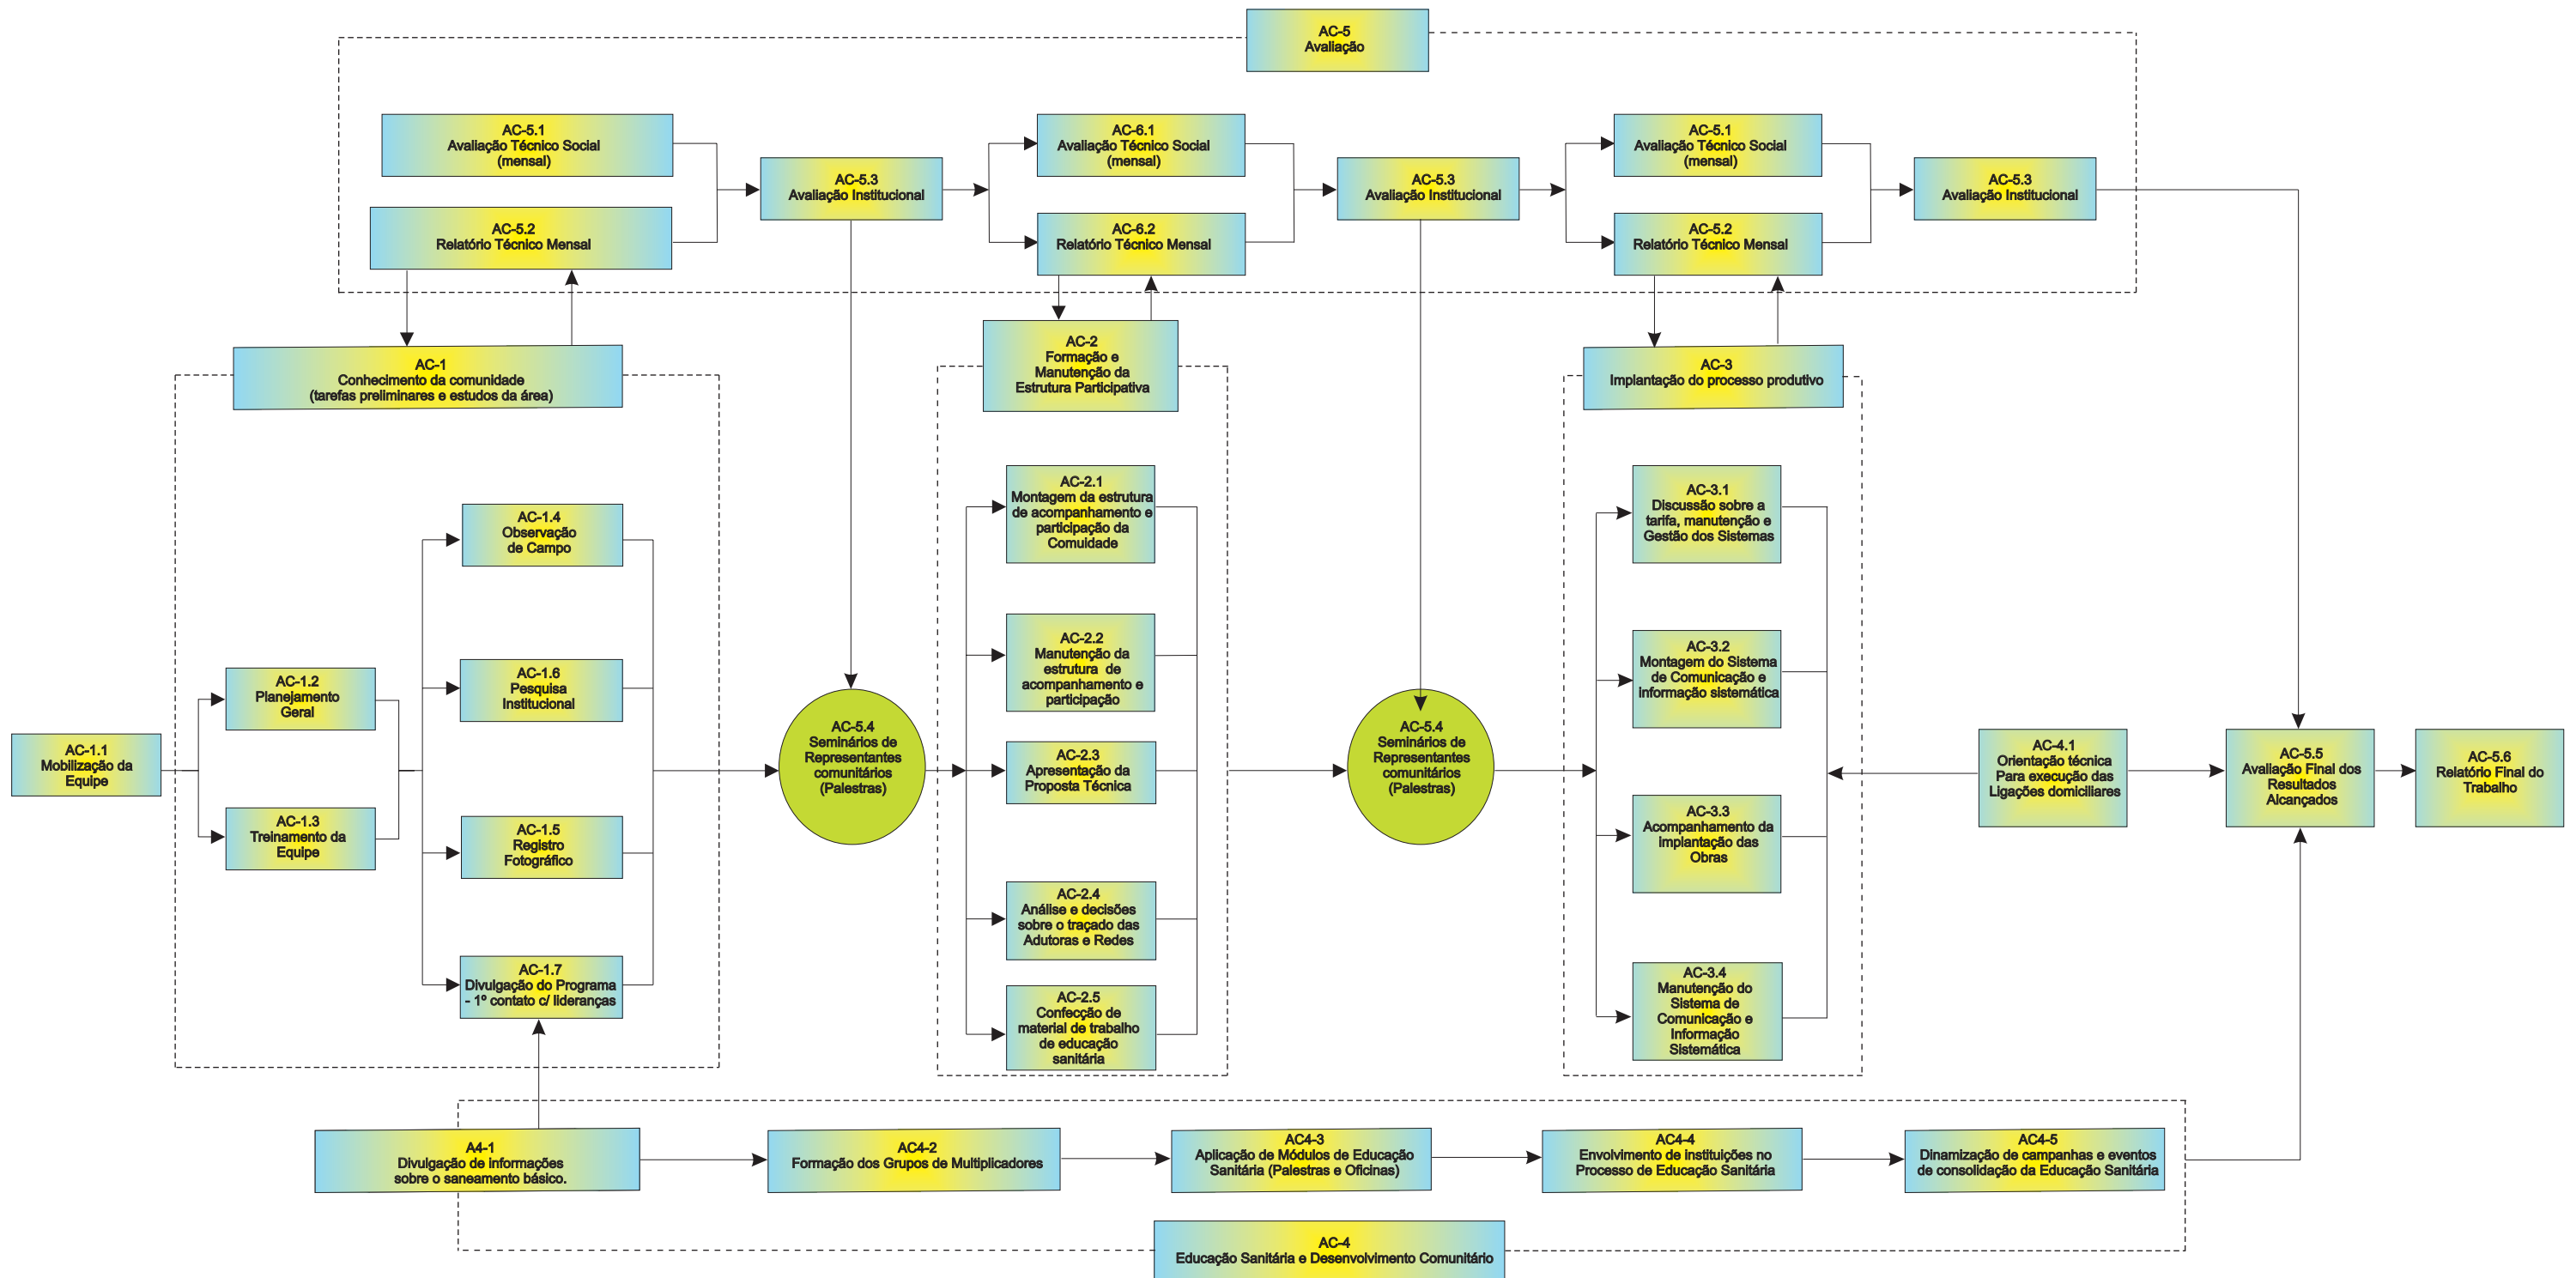 AC-5
Avaliação
AC-5.1
Avaliação Técnico Social
(mensal)
AC-5.2
Relatório Técnico Mensal
AC-5.3
Avaliação Institucional
AC-6.1
Avaliação Técnico Social
(mensal)
AC-6.2
Relatório Técnico Mensal
AC-5.3
Avaliação Institucional
AC-5.1
Avaliação Técnico Social
(mensal)
AC-5.2
Relatório Técnico Mensal
AC-5.3
Avaliação Institucional
AC-1
Conhecimento da comunidade
(tarefas preliminares e estudos da área)
AC-2
Formação e
Manutenção da
Estrutura Participativa
AC-3
Implantação do processo produtivo
AC-1.1
Mobilização da
Equipe
AC-1.2
Planejamento
Geral
AC-1.3
Treinamento da
Equipe
AC-1.4
Observação
de Campo
AC-1.6
Pesquisa
Institucional
AC-1.5
Registro
Fotográfico
AC-1.7
Divulgação do Programa
- 1º contato c/ lideranças
AC-5.4
Seminários de
Representantes
comunitários
(Palestras)
AC-2.1
Montagem da estrutura
de acompanhamento e
participação da
Comuidade
AC-2.2
Manutenção da
estrutura de
acompanhamento e
participação
AC-2.3
Apresentação da
Proposta Técnica
AC-2.4
Análise e decisões
sobre o traçado das
Adutoras e Redes
AC-2.5
Confecção de
material de trabalho
de educação
sanitária
AC-5.4
Seminários de
Representantes
comunitários
(Palestras)
AC-3.1
Discussão sobre a
tarifa, manutenção e
Gestão dos Sistemas
AC-3.2
Montagem do Sistema
de Comunicação e
informação sistemática
AC-3.3
Acompanhamento da
implantação das
Obras
AC-3.4
Manutenção do
Sistema de
Comunicação e
Informação
Sistemática
AC-4.1
Orientação técnica
Para execução das
Ligações domiciliares
AC-5.5
Avaliação Final dos
Resultados
Alcançados
AC-5.6
Relatório Final do
Trabalho
A4-1
Divulgação de informações
sobre o saneamento básico.
AC4-2
Formação dos Grupos de Multiplicadores
AC4-3
Aplicação de Módulos de Educação
Sanitária (Palestras e Oficinas)
AC4-4
Envolvimento de instituições no
Processo de Educação Sanitária
AC4-5
Dinamização de campanhas e eventos
de consolidação da Educação Sanitária
AC-4
Educação Sanitária e Desenvolvimento Comunitário